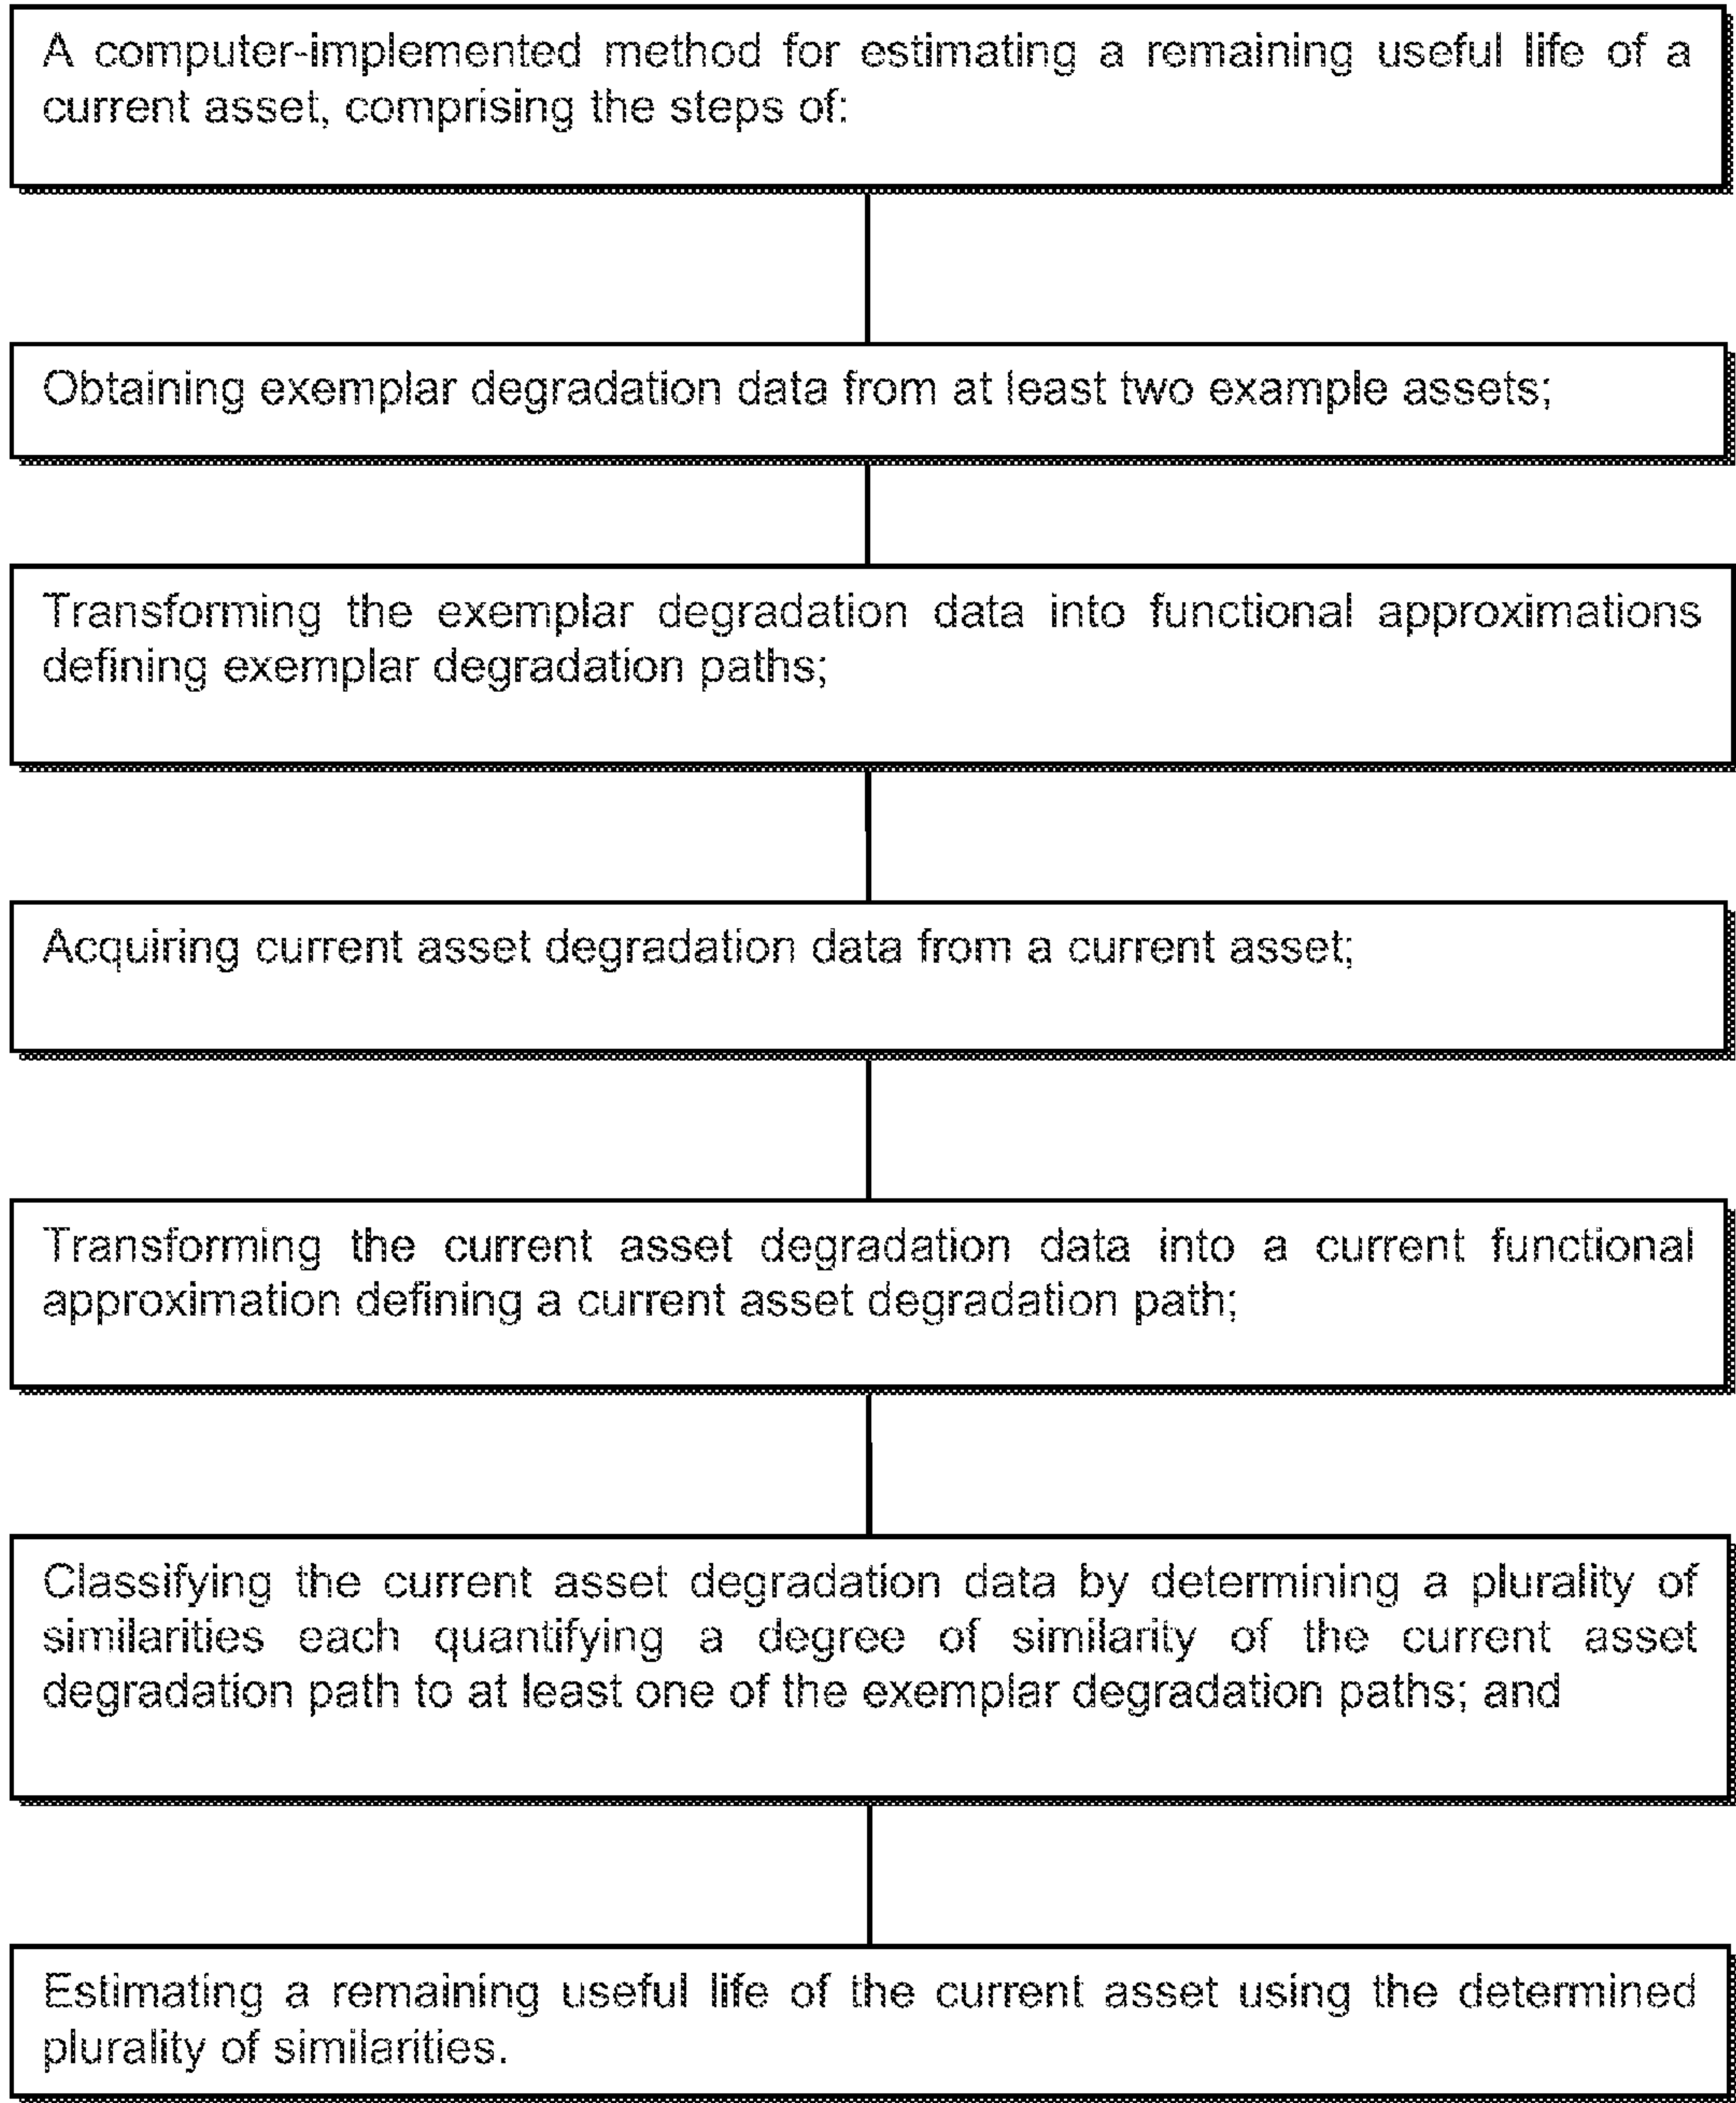 A computer-implemented method for estimating a remaining useful life of a
current asset, comprising the steps of:
Obtaining exemplar degradation data from at least two example assets;
Transforming the exemplar degradation data into functional approximations
defining exemplar degradation paths;
Acquiring current asset degradation data from a current asset;
Transforming the current asset degradation data into a current functional
approximation defining a current asset degradation path;
Classifying the current asset degradation data by determining a plurality of
similarities each quantifying a degree of similarity of the current asset
degradation path to at least one of the exemplar degradation paths; and
Estimating a remaining useful life of the current asset using the determined
plurality of similarities.